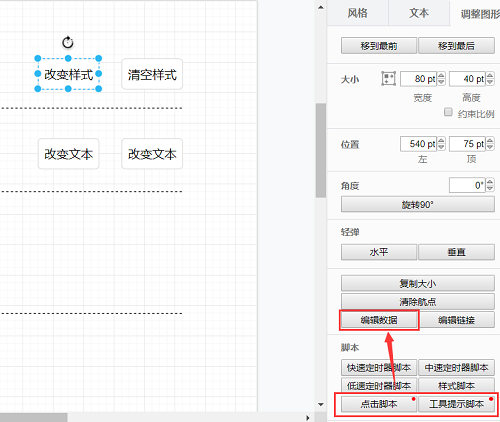 风格 文本 调整图形
移到最前 移到最后
大小 80 pt 40 pt
宽度 高度
约束比例
位置 540 pt 75 pt
左 顶
角度 0°
旋转90°
轻弹
水平 垂直
复制大小
清除航点
编辑数据 编辑链接
脚本
快速定时器脚本 中速定时器脚本
低速定时器脚本 样式脚本
点击脚本 工具提示脚本
改变样式 清空样式
改变文本 改变文本